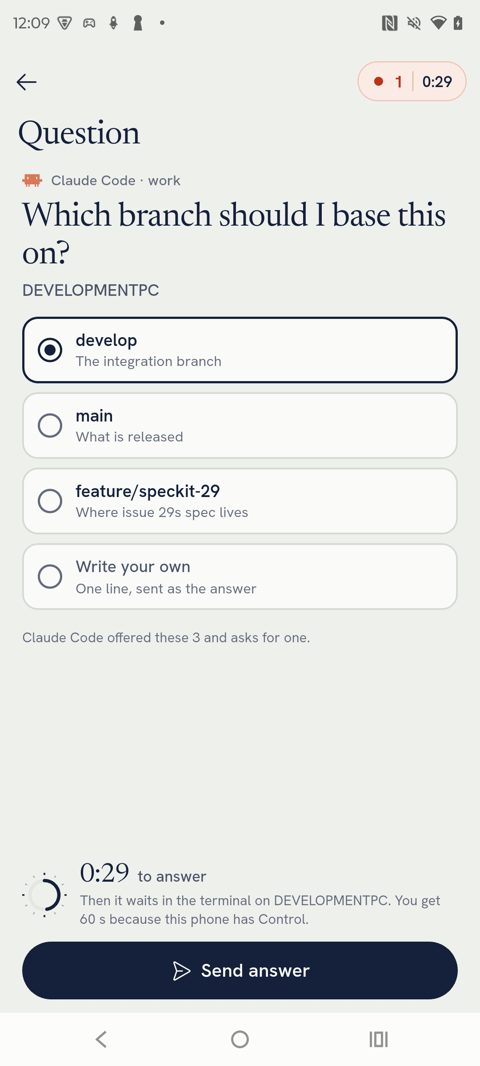 12:09
1 0:29
Question
Claude Code · work
Which branch should I base this
on?
DEVELOPMENTPC
develop
The integration branch
main
What is released
feature/speckit-29
Where issue 29s spec lives
Write your own
One line, sent as the answer
Claude Code offered these 3 and asks for one.
0:29 to answer
Then it waits in the terminal on DEVELOPMENTPC. You get
60 s because this phone has Control.
Send answer